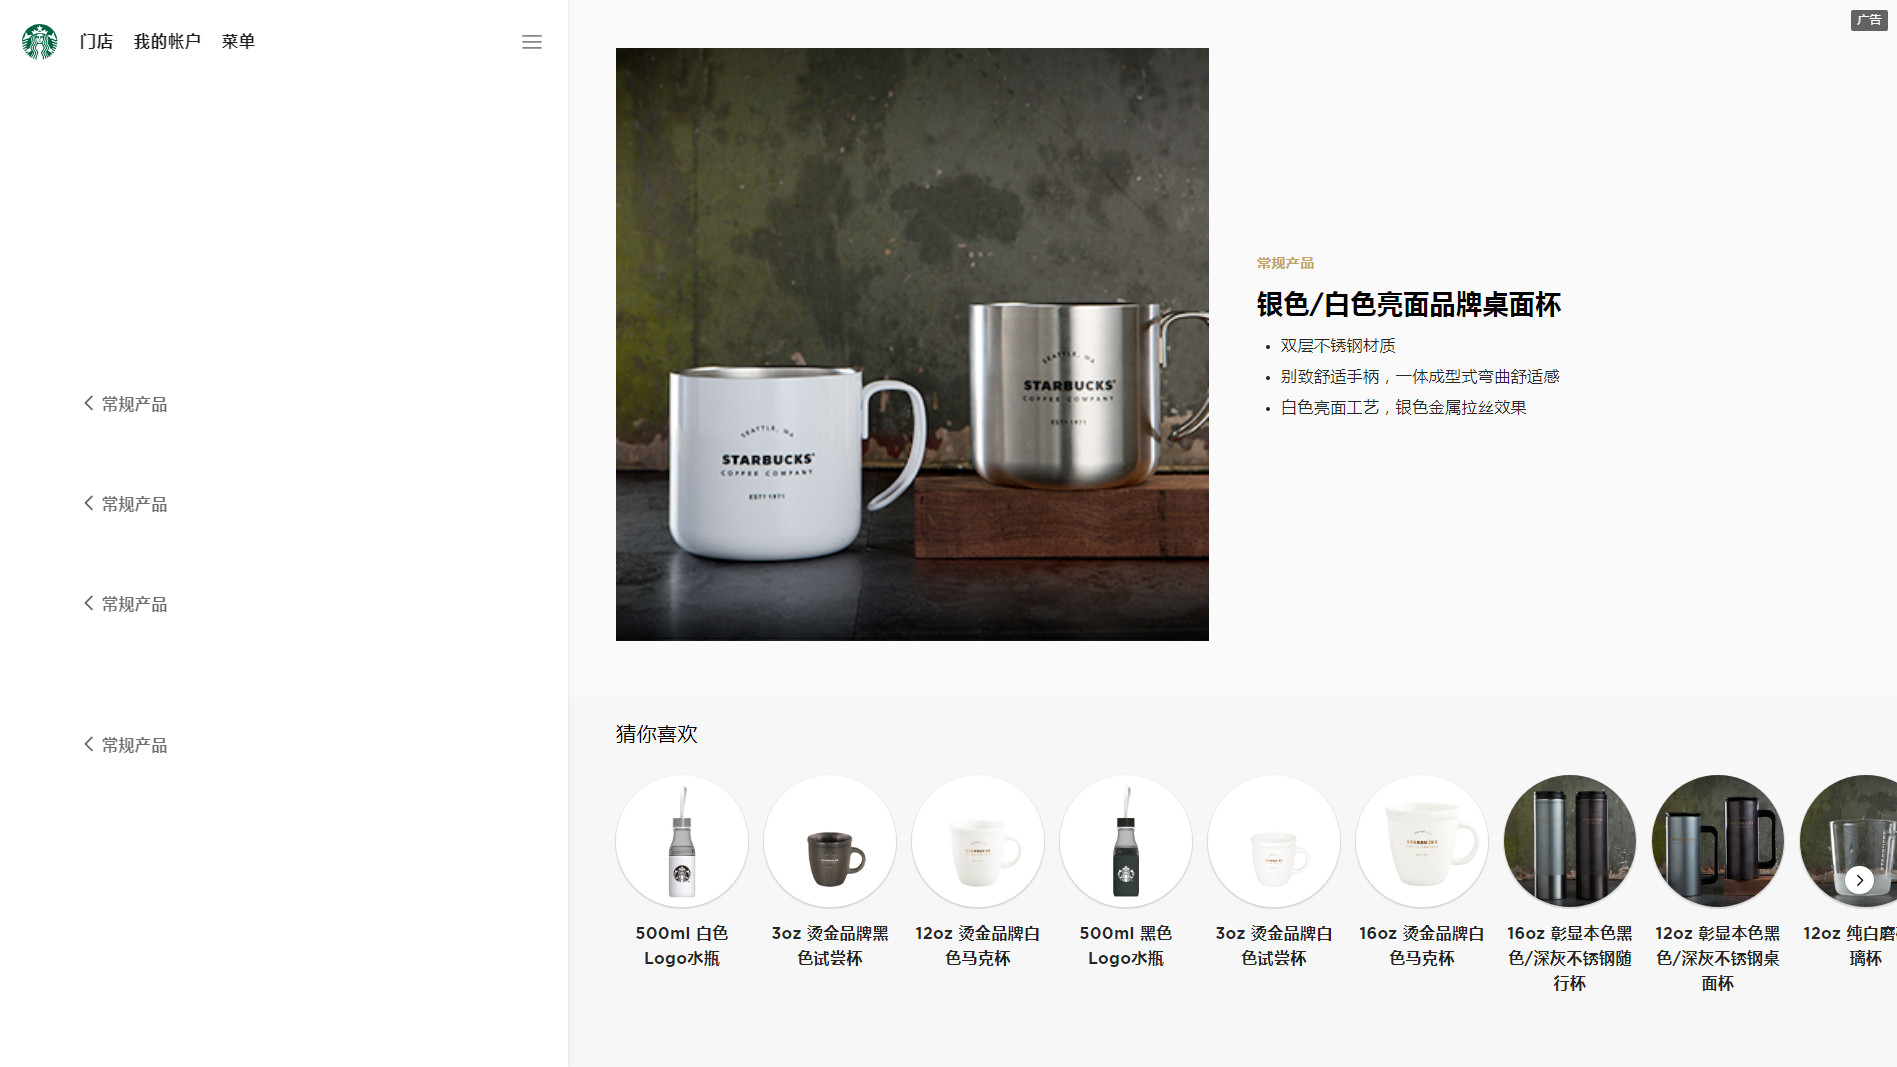 门店 我的帐户 菜单
广告
常规产品
常规产品
常规产品
常规产品
SEATTLE, WA
STARBUCKS
COFFEE COMPANY
EST? 1971
SEATTLE, WA
STARBUCKS
COFFEE COMPANY
EST? 1971
常规产品
银色/白色亮面品牌桌面杯
双层不锈钢材质
别致舒适手柄，一体成型式弯曲舒适感
白色亮面工艺，银色金属拉丝效果
猜你喜欢
500ml 白色
Logo水瓶
3oz 烫金品牌黑
色试尝杯
12oz 烫金品牌白
色马克杯
500ml 黑色
Logo水瓶
3oz 烫金品牌白
色试尝杯
16oz 烫金品牌白
色马克杯
16oz 彰显本色黑
色/深灰不锈钢随
行杯
12oz 彰显本色黑
色/深灰不锈钢桌
面杯
12oz 纯白磨
璃杯